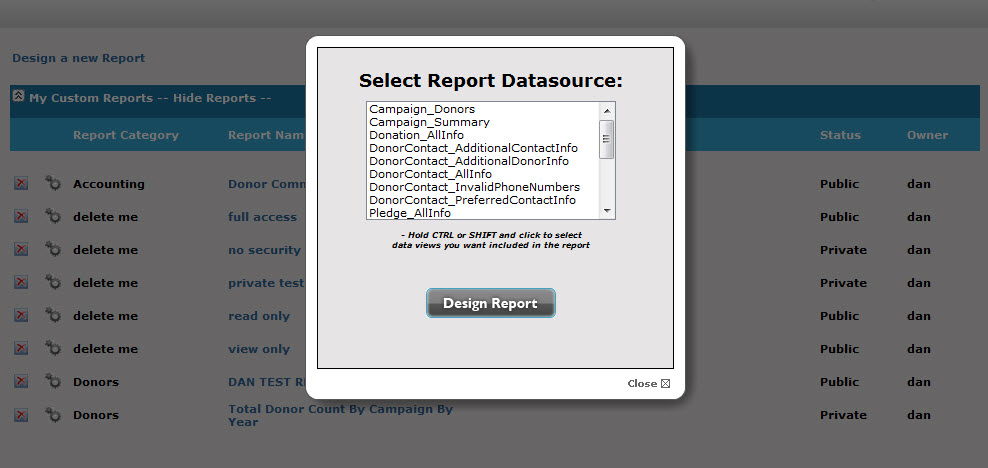 Design a new Report
My Custom Reports -- Hide Reports --
Report Category Report Nam Status Owner
Accounting Donor Comm Public dan
delete me full access Public dan
delete me no security Private dan
delete me private test Private dan
delete me read only Public dan
delete me view only Public dan
Donors DAN TEST Public dan
Donors Total Donor Count By Campaign By Private dan
Year
Select Report Datasource:
Campaign_Donors
Campaign_Summary
Donation_AllInfo
DonorContact_AdditionalContactInfo
DonorContact_AdditionalDonorInfo
DonorContact_AllInfo
DonorContact_InvalidPhoneNumbers
DonorContact_PreferredContactInfo
Pledge_AllInfo
- Hold CTRL or SHIFT and click to select
data views you want included in the report
Design Report
Close